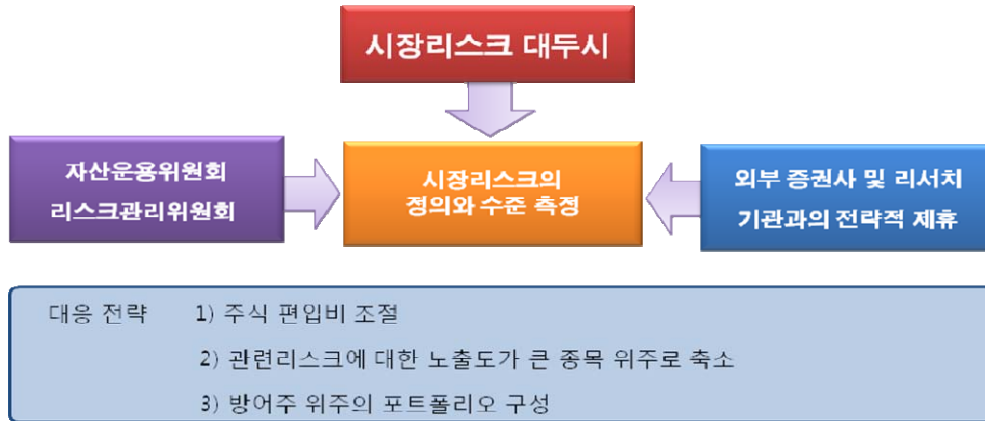 시장리스크 대두시
자산운용위원회
리스크관리위원회
시장리스크의
정의와 수준 측정
외부 증권사 및 리서치
기관과의 전략적 제휴
대응 전략 1) 주식 편입비 조절
2) 관련리스크에 대한 노출도가 큰 종목 위주로 축소
3) 방어주 위주의 포트폴리오 구성